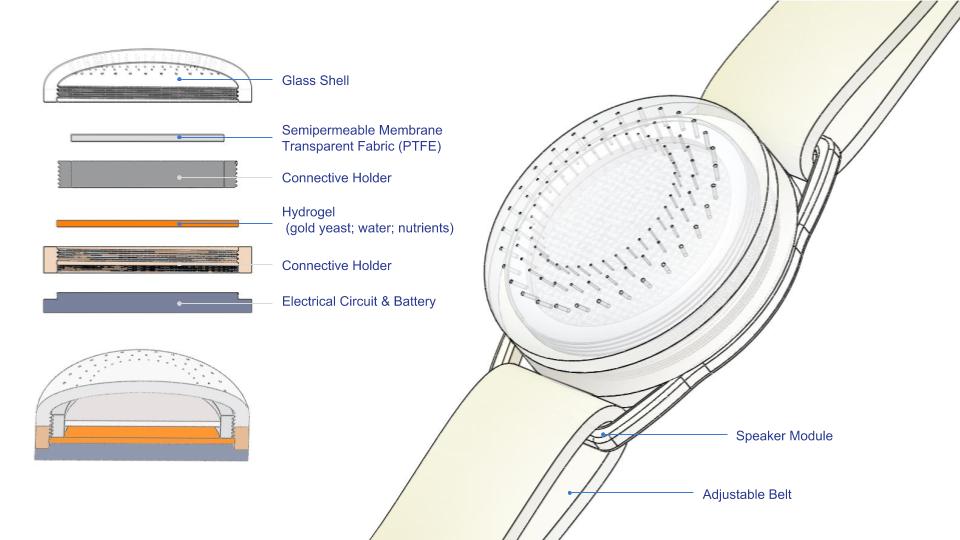 Glass Shell
Semipermeable Membrane
Transparent Fabric (PTFE)
Connective Holder
Hydrogel
(gold yeast; water; nutrients)
Connective Holder
Electrical Circuit & Battery
Speaker Module
Adjustable Belt